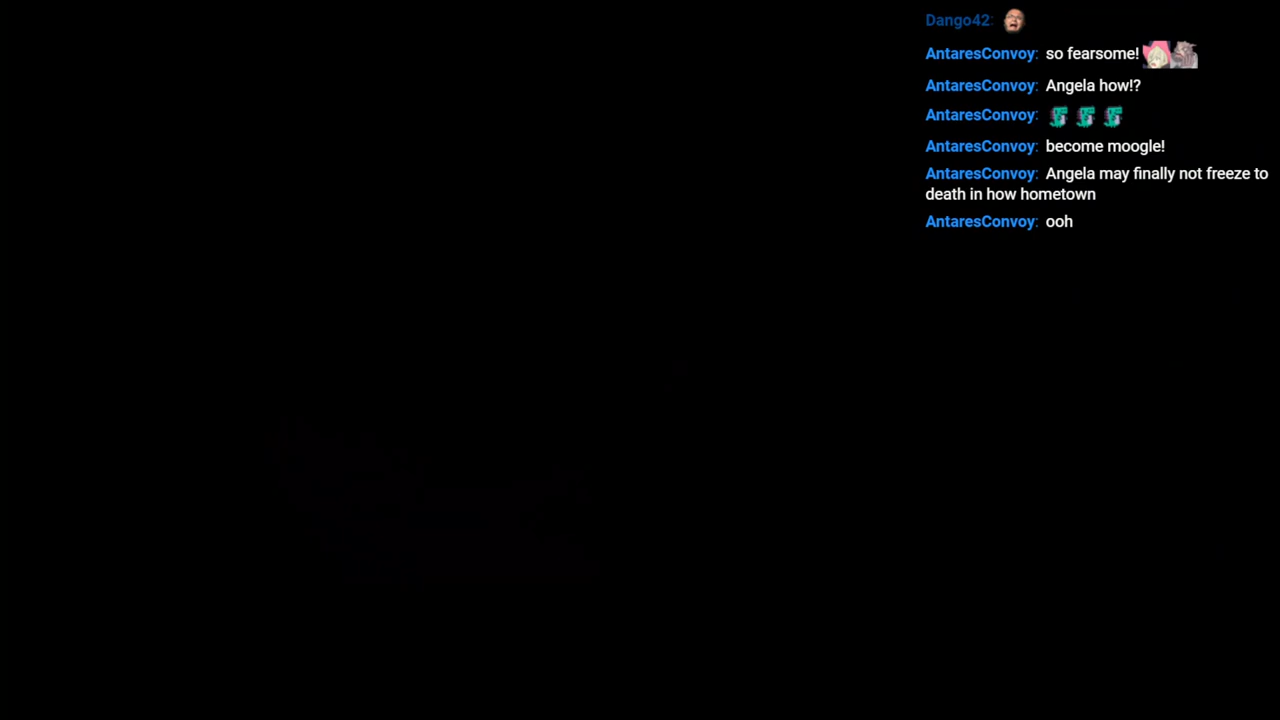 Dango42:
AntaresConvoy: so fearsome!
AntaresConvoy: Angela how!?
AntaresConvoy:
AntaresConvoy: become moogle!
AntaresConvoy: Angela may finally not freeze to
death in how hometown
AntaresConvoy: ooh